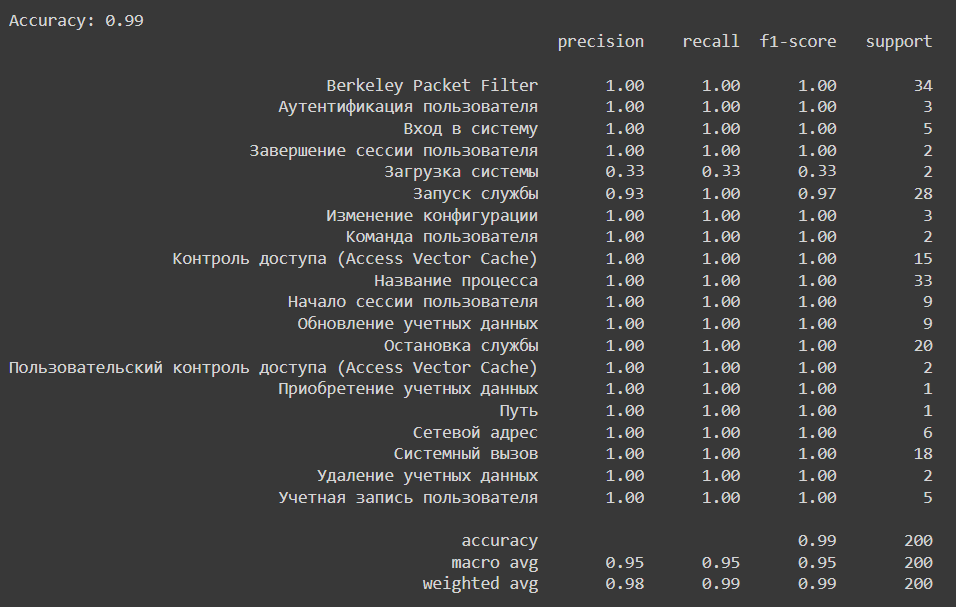 Accuracy: 0.99
precision recall f1-score support
Berkeley Packet Filter 1.00 1.00 1.00 34
Аутентификация пользователя 1.00 1.00 1.00 3
Вход в систему 1.00 1.00 1.00 5
Завершение сессии пользователя 1.00 1.00 1.00 2
Загрузка системы 0.33 0.33 0.33 2
Запуск службы 0.93 1.00 0.97 28
Изменение конфигурации 1.00 1.00 1.00 3
Команда пользователя 1.00 1.00 1.00 2
Контроль доступа (Access Vector Cache) 1.00 1.00 1.00 15
Название процесса 1.00 1.00 1.00 33
Начало сессии пользователя 1.00 1.00 1.00 9
Обновление учетных данных 1.00 1.00 1.00 9
Остановка службы 1.00 1.00 1.00 20
Пользовательский контроль доступа (Access Vector Cache) 1.00 1.00 1.00 2
Приобретение учетных данных 1.00 1.00 1.00 1
Путь 1.00 1.00 1.00 1
Сетевой адрес 1.00 1.00 1.00 6
Системный вызов 1.00 1.00 1.00 18
Удаление учетных данных 1.00 1.00 1.00 2
Учетная запись пользователя 1.00 1.00 1.00 5
accuracy 0.99 200
macro avg 0.95 0.95 0.95 200
weighted avg 0.98 0.99 0.99 200